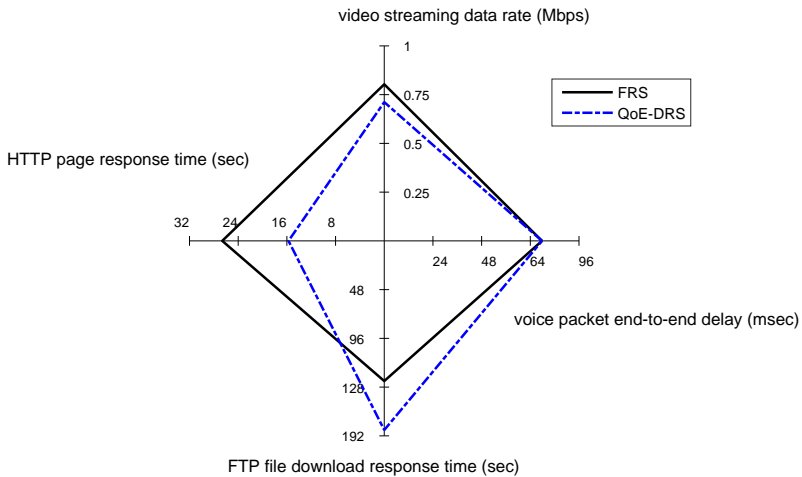 video streaming data rate (Mbps)
1
0.75
0.5
0.25
FRS
QoE-DRS
HTTP page response time (sec)
32 24 16 8
24 48 64 96
48
96
128
192
voice packet end-to-end delay (msec)
FTP file download response time (sec)